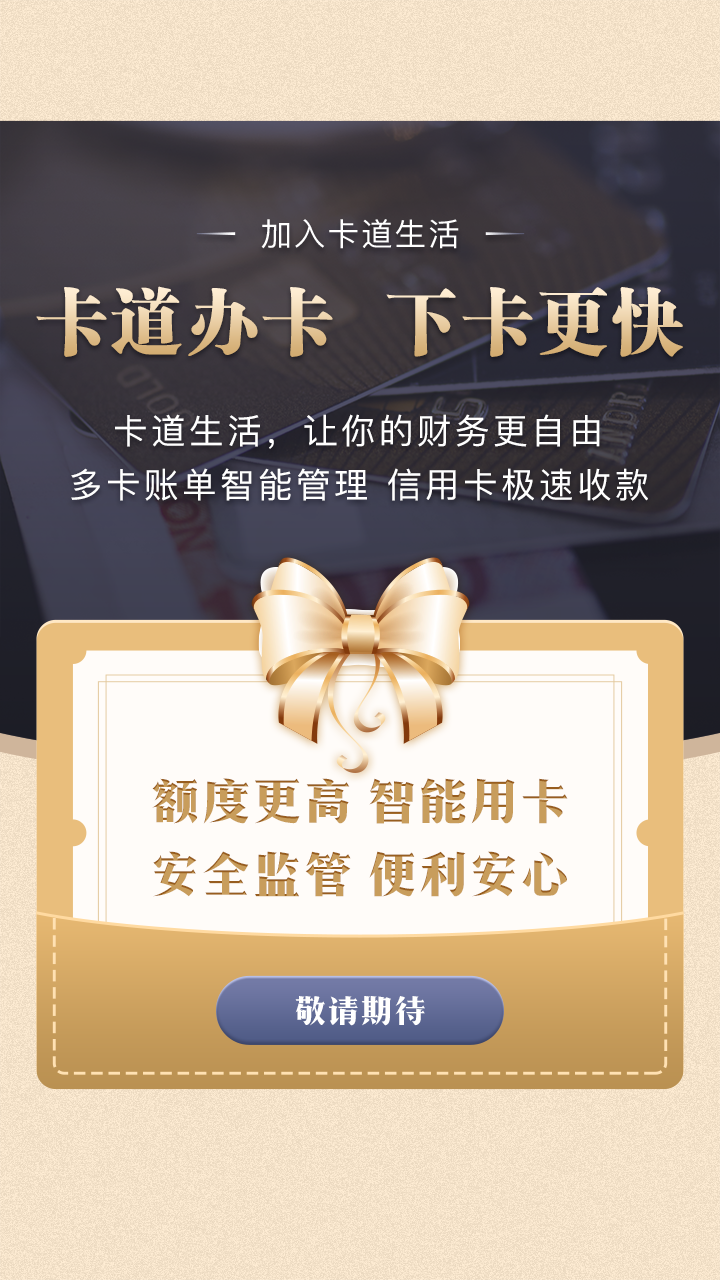 加入卡道生活
卡道办卡 下卡更快
卡道生活，让你的财务更自由
多卡账单智能管理 信用卡极速收款
额度更高 智能用卡
安全监管 便利安心
敬请期待